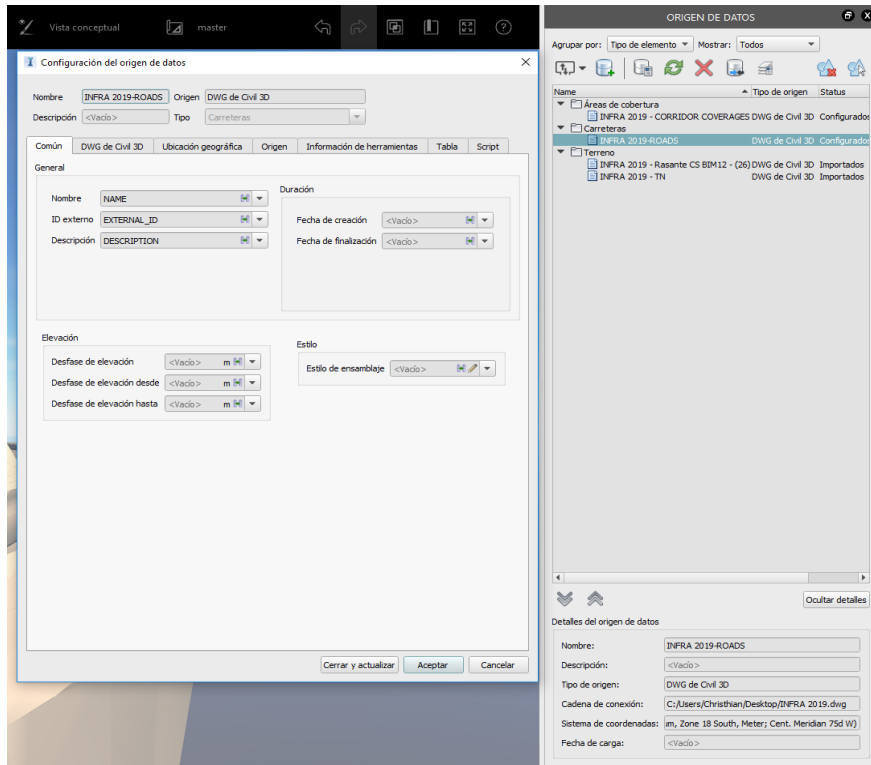 Vista conceptual
master
Configuración del origen de datos
Nombre INFRA 2019-ROADS Origen DWG de Civil 3D
Descripción <Vacío> Tipo Carreteras
Común DWG de Civil 3D Ubicación geográfica Origen Información de herramientas Tabla Script
General
Nombre NAME
ID externo EXTERNAL_ID
Descripción DESCRIPTION
Duración
Fecha de creación <Vacío>
Fecha de finalización <Vacío>
Elevación
Desfase de elevación <Vacío> m
Desfase de elevación desde <Vacío> m
Desfase de elevación hasta <Vacío> m
Estilo
Estilo de ensamblaje <Vacío>
Cerrar y actualizar Aceptar Cancelar
ORIGEN DE DATOS
Agrupar por: Tipo de elemento Mostrar: Todos
Name Tipo de origen Status
Áreas de cobertura
INFRA 2019 - CORRIDOR COVERAGES DWG de Civil 3D Configurados
Carreteras
INFRA 2019-ROADS DWG de Civil 3D Configurados
Terreno
INFRA 2019 - Rasante CS BIM12 - (26) DWG de Civil 3D Importados
INFRA 2019 - TN DWG de Civil 3D Importados
Ocultar detalles
Detalles del origen de datos
Nombre: INFRA 2019-ROADS
Descripción: <Vacío>
Tipo de origen: DWG de Civil 3D
Cadena de conexión: C:/Users/Christhian/Desktop/INFRA 2019.dwg
Sistema de coordenadas: um, Zone 18 South, Meter; Cent. Meridian 75d W)
Fecha de carga: <Vacío>